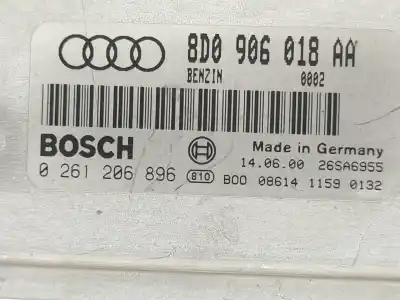 8D0 906 018 AA
BENZIN 0002
BOSCH
Made in Germany
14.06.00 26SA6955
0 261 206 896 810 B00 08614 1159 0132